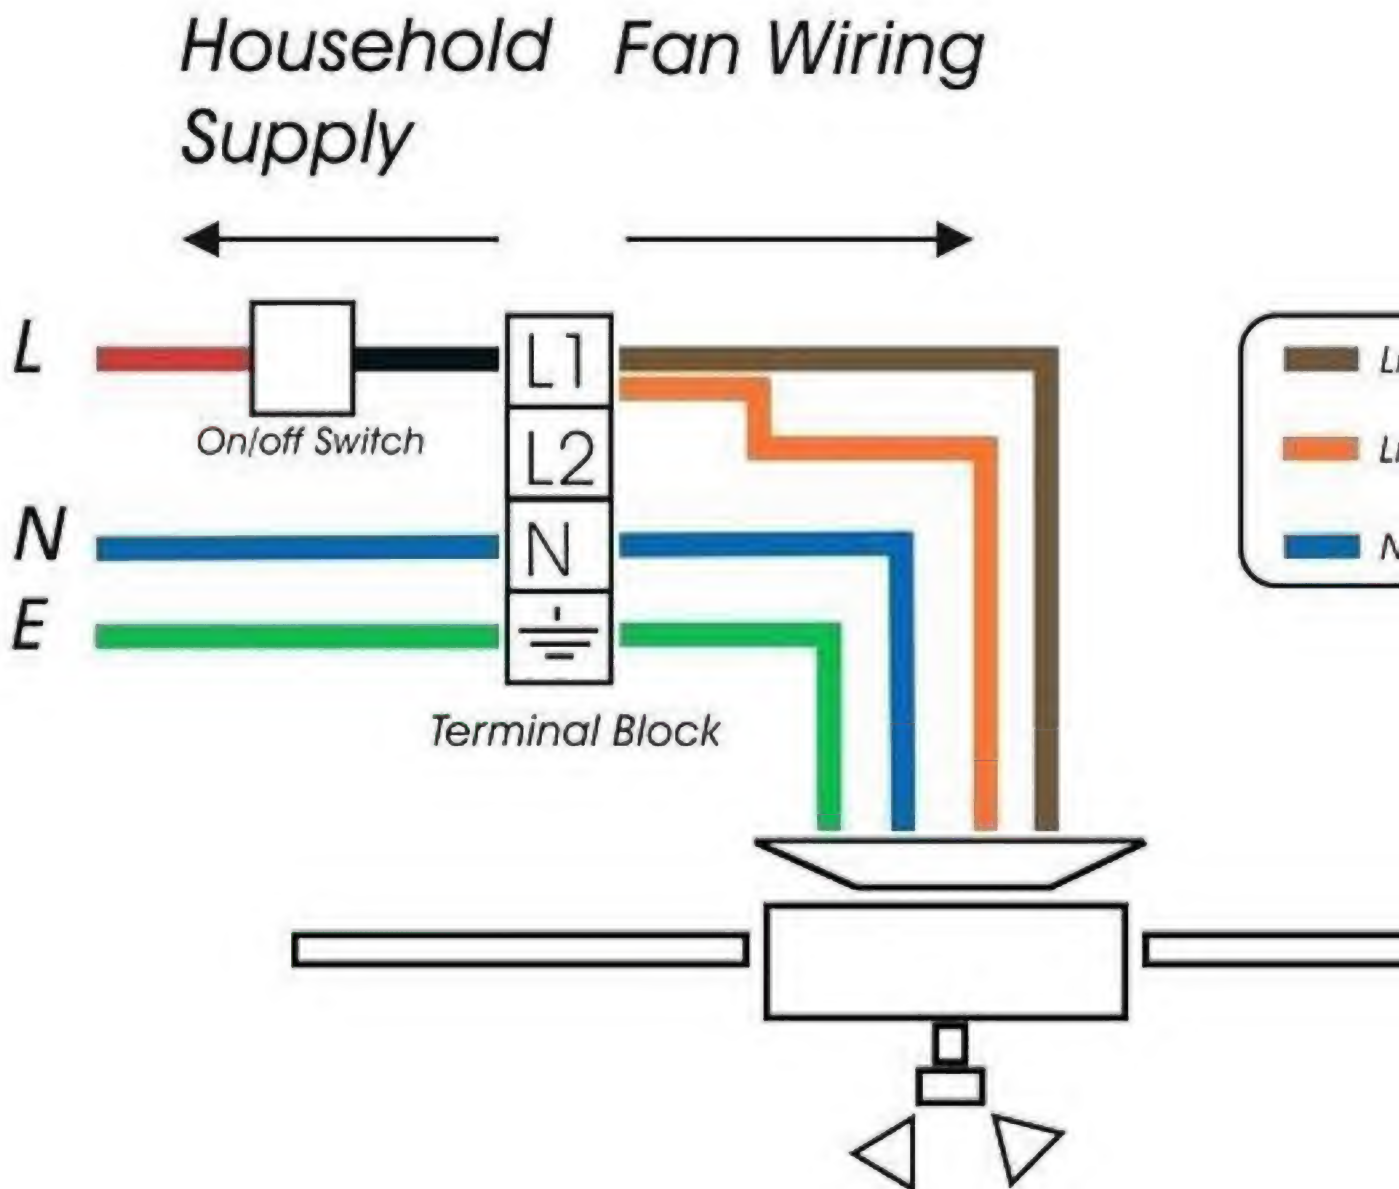 Household Fan Wiring
Supply
L
L1
On/off Switch
L2
N
N
E
Terminal Block
N